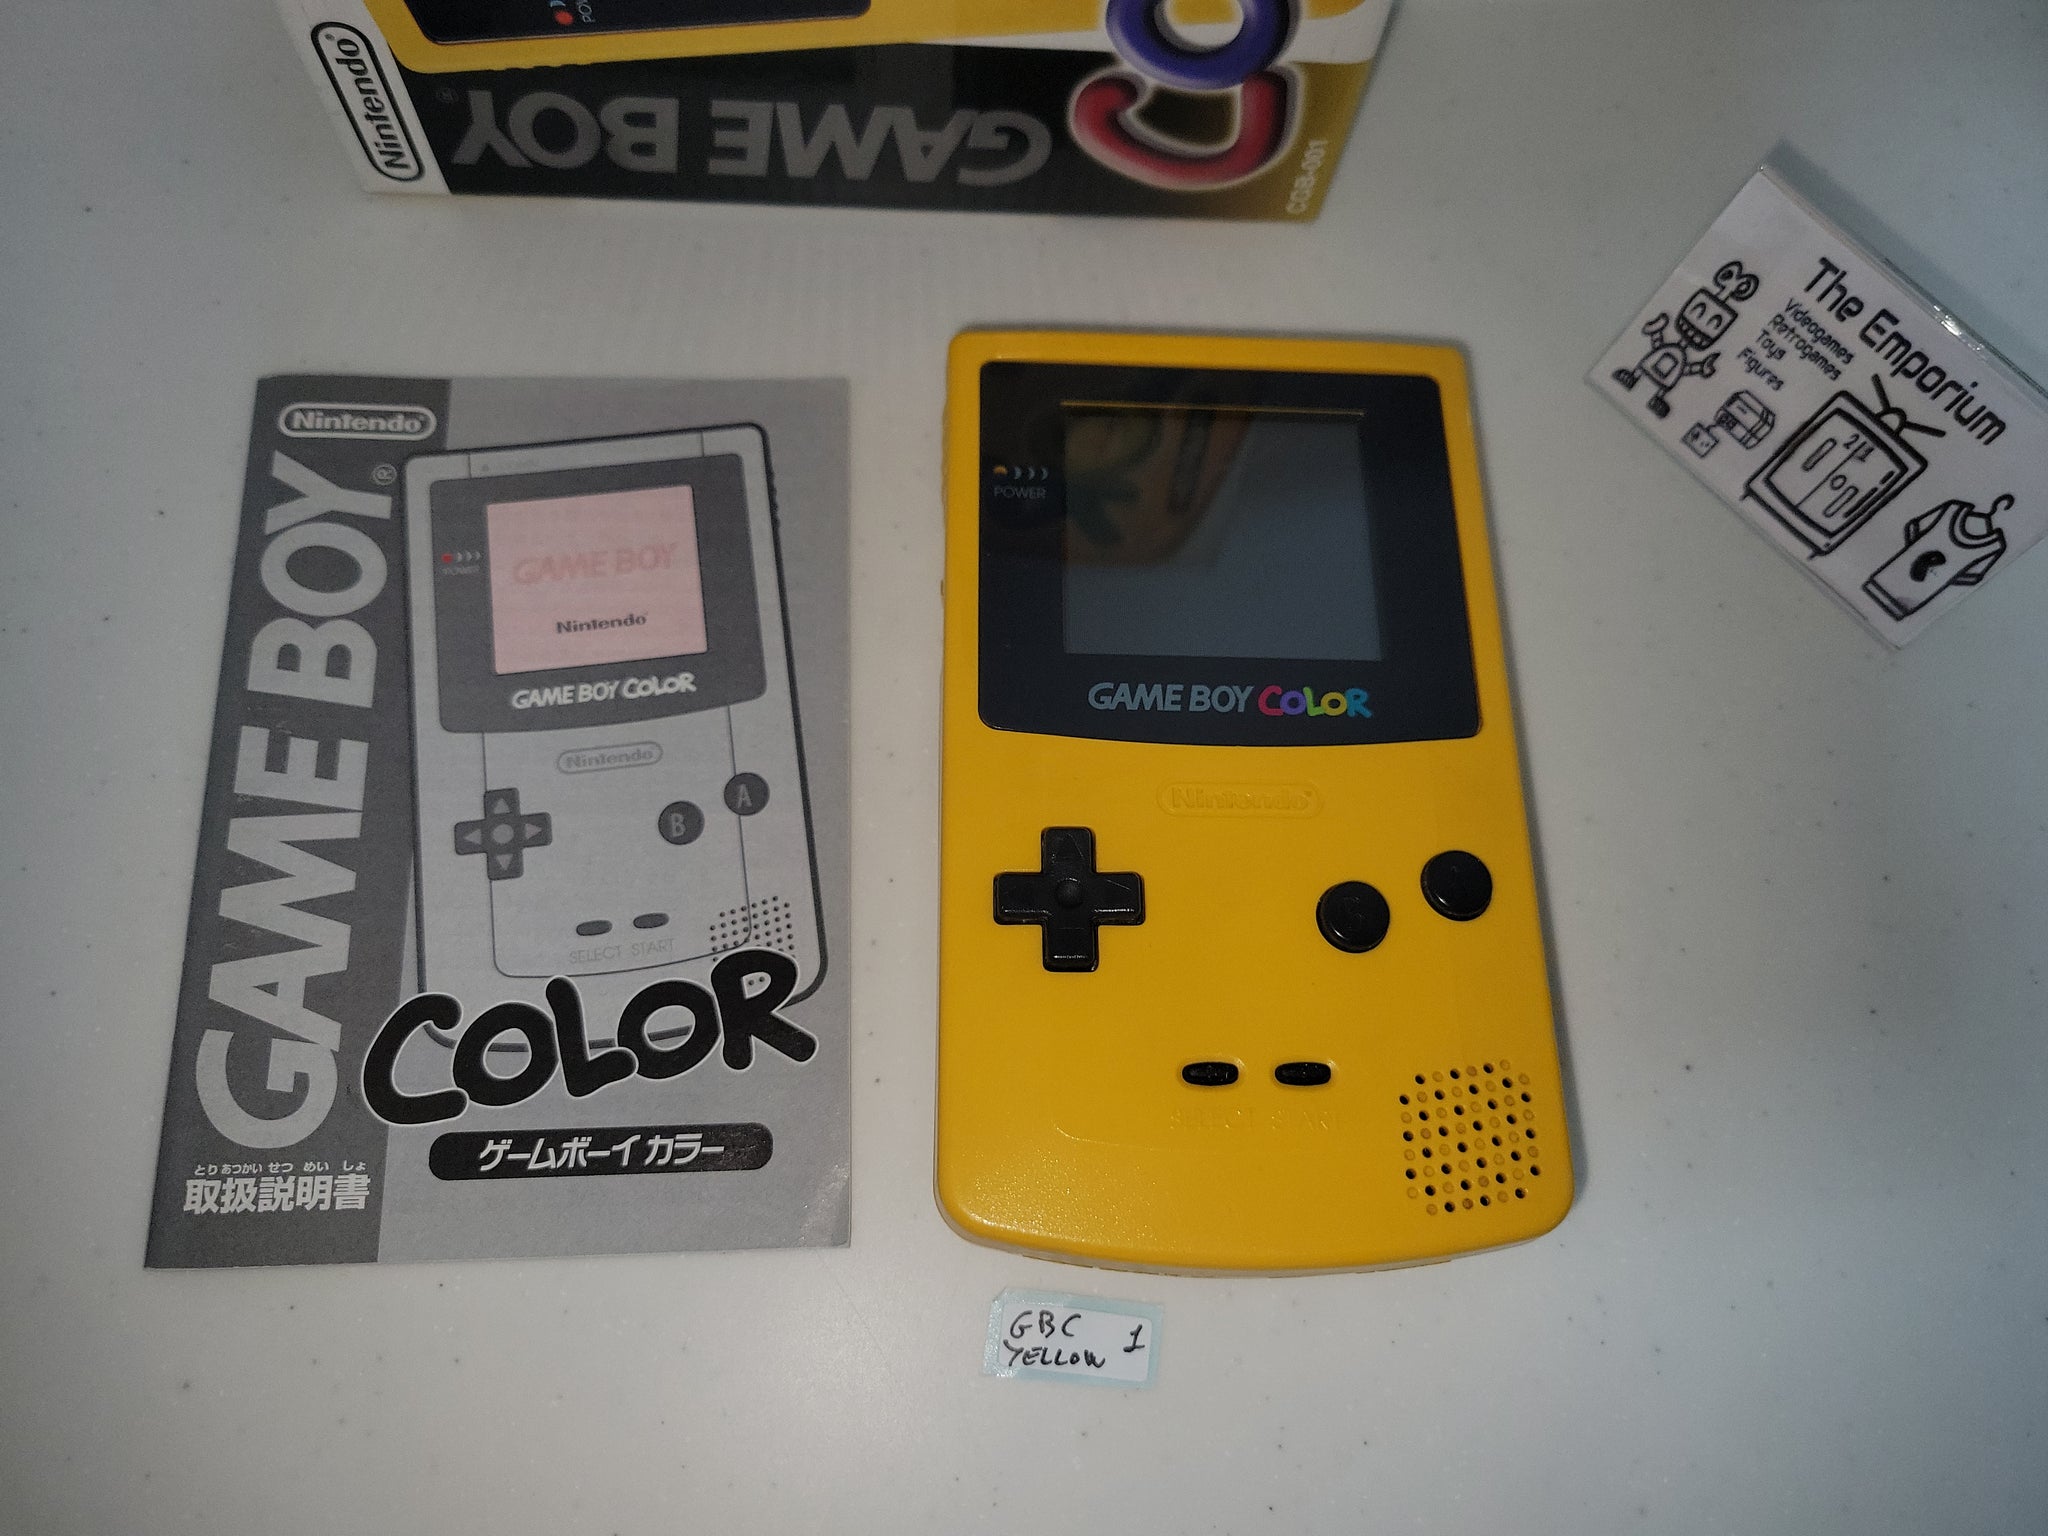 Nintendo®
GAME BOY®
CGB-001
PO
Nintendo®
GAME BOY®
POWER
GAME BOY
Nintendo
GAME BOY COLOR
Nintendo
A
B
SELECT START
COLOR
ゲームボーイ カラー
とりあつかいせつめいしょ
取扱説明書
POWER
GAME BOY COLOR
Nintendo
A
B
SELECT START
GBC 1
YELLOW
The Emporium
Videogames
Retrogames
Toys
Figures